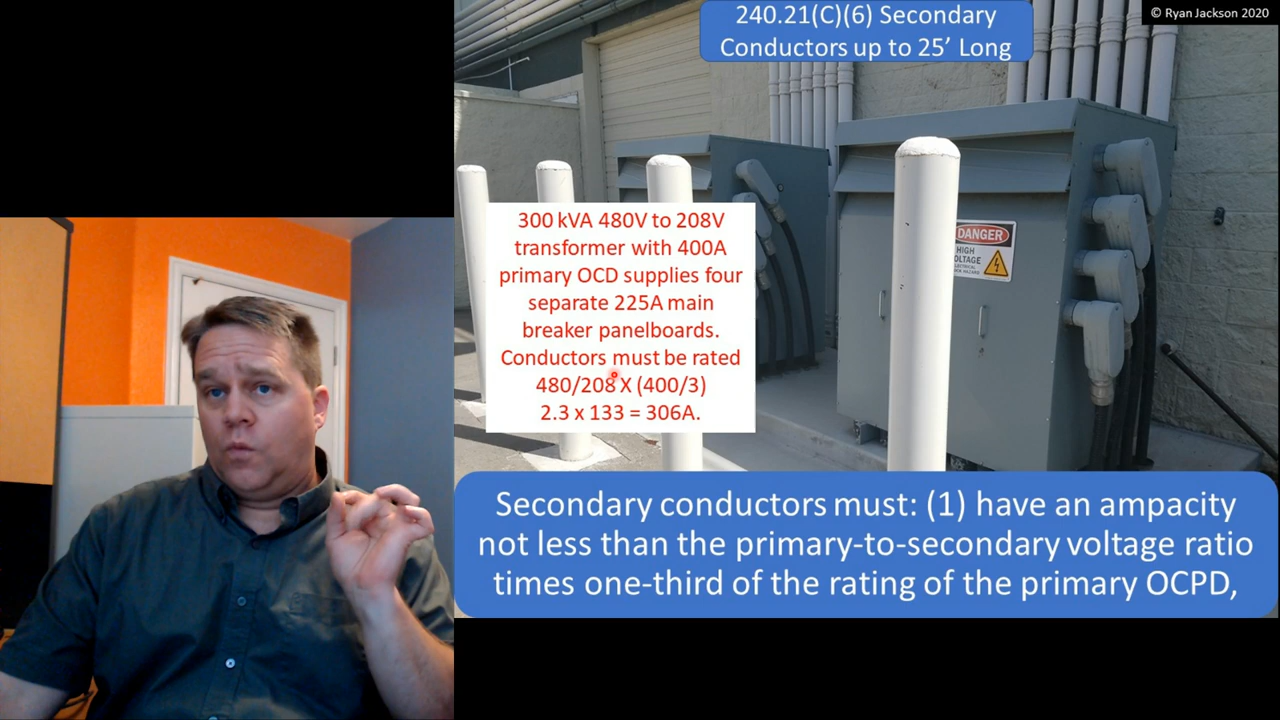 240.21(C)(6) Secondary
Conductors up to 25' Long
© Ryan Jackson 2020
300 kVA 480V to 208V
transformer with 400A
primary OCD supplies four
separate 225A main
breaker panelboards.
Conductors must be rated
480/208 X (400/3)
2.3 x 133 = 306A.
DANGER
HIGH
VOLTAGE
Secondary conductors must: (1) have an ampacity
not less than the primary-to-secondary voltage ratio
times one-third of the rating of the primary OCPD,